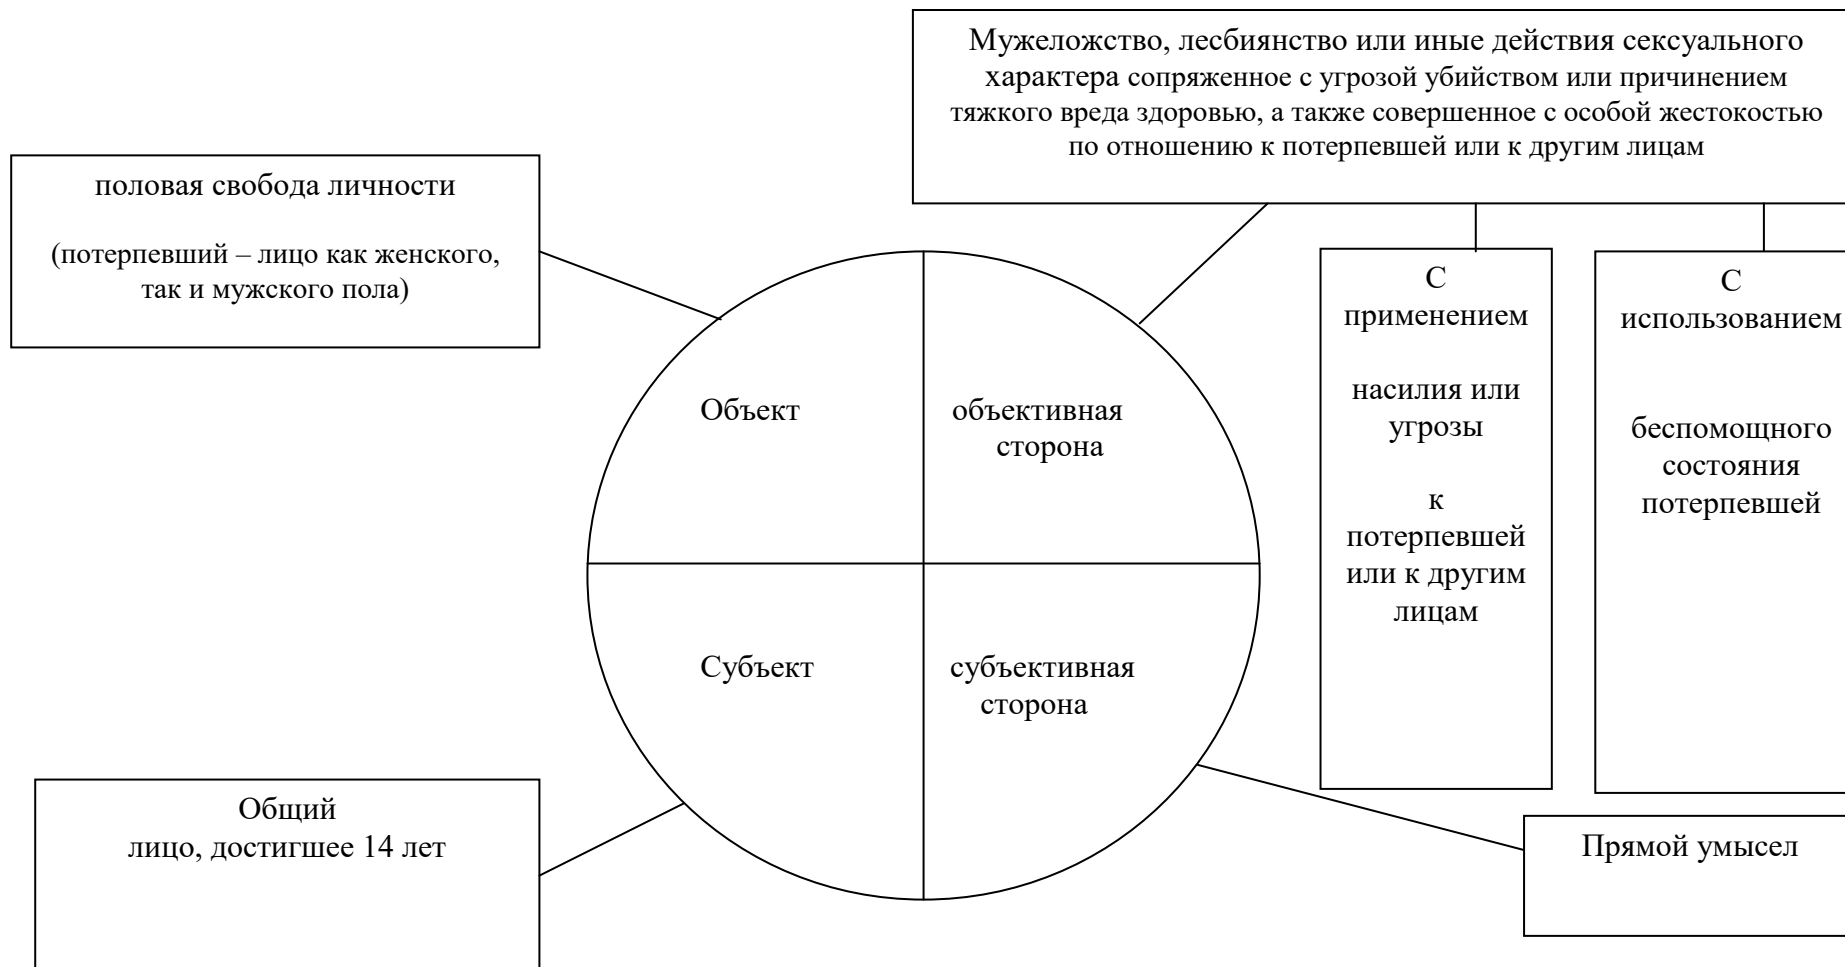 Мужеложство, лесбиянство или иные действия сексуального
характера сопряженное с угрозой убийством или причинением
тяжкого вреда здоровью, а также совершенное с особой жестокостью
по отношению к потерпевшей или к другим лицам
половая свобода личности
(потерпевший – лицо как женского,
так и мужского пола)
С
применением
насилия или
угрозы
к
потерпевшей
или к другим
лицам
С
использованием
беспомощного
состояния
потерпевшей
Объект
объективная
сторона
Субъект
субъективная
сторона
Общий
лицо, достигшее 14 лет
Прямой умысел